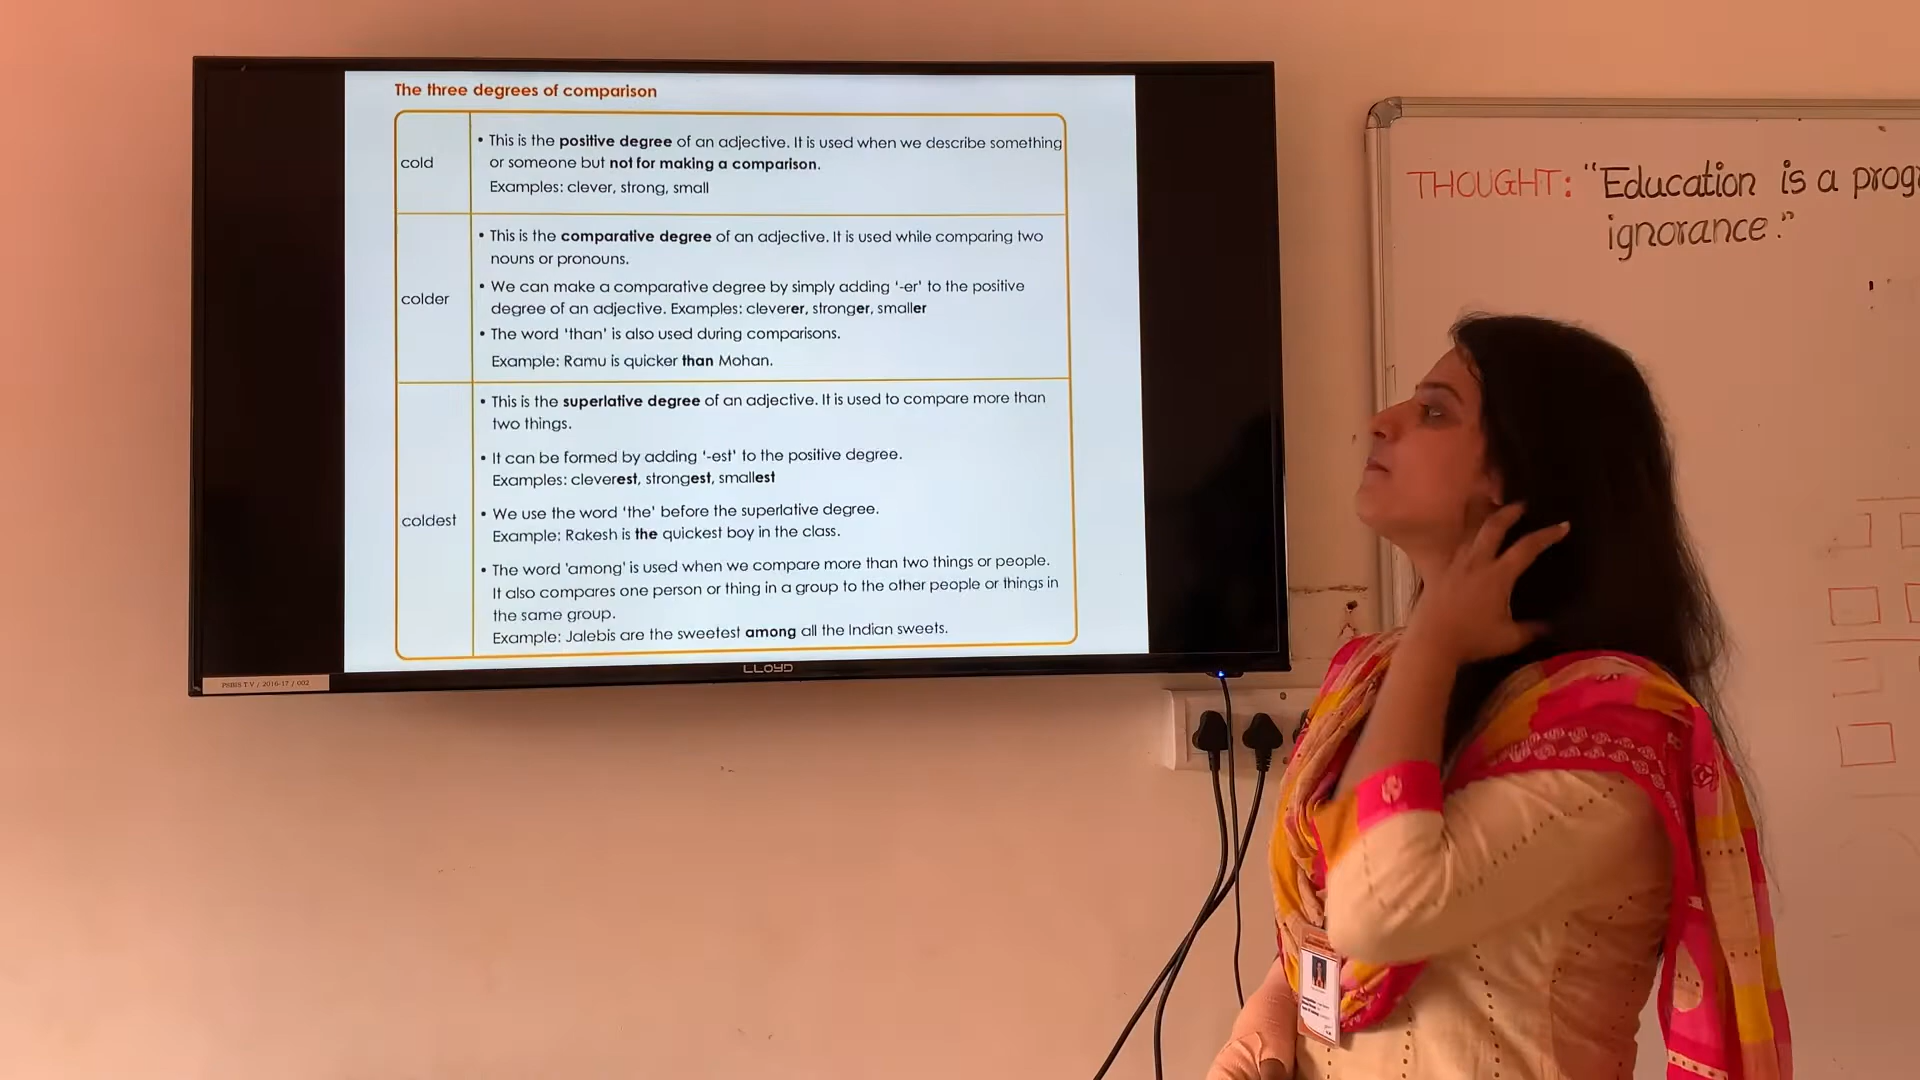 The three degrees of comparison
cold
• This is the positive degree of an adjective. It is used when we describe something
or someone but not for making a comparison.
Examples: clever, strong, small
colder
• This is the comparative degree of an adjective. It is used while comparing two
nouns or pronouns.
• We can make a comparative degree by simply adding '-er' to the positive
degree of an adjective. Examples: cleverer, stronger, smaller
• The word 'than' is also used during comparisons.
Example: Ramu is quicker than Mohan.
coldest
• This is the superlative degree of an adjective. It is used to compare more than
two things.
• It can be formed by adding '-est' to the positive degree.
Examples: cleverest, strongest, smallest
• We use the word 'the' before the superlative degree.
Example: Rakesh is the quickest boy in the class.
• The word 'among' is used when we compare more than two things or people.
It also compares one person or thing in a group to the other people or things in
the same group.
Example: Jalebis are the sweetest among all the Indian sweets.
LLOYD
PSBIS T.V / 2016-17 / 002
THOUGHT: "Education is a prog
ignorance."